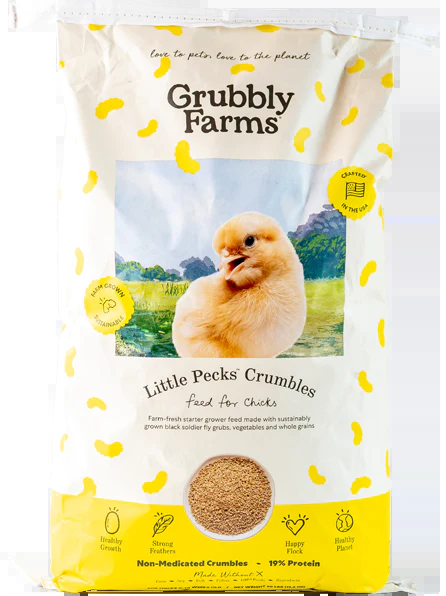 love to pets, love to the planet
Grubbly
Farms
CRAFTED
IN THE USA
FARM GROWN
SUSTAINABLE
Little Pecks™ Crumbles
feed for chicks
Farm-fresh starter grower feed made with sustainably
grown black soldier fly grubs, vegetables and whole grains
Healthy
Growth
Strong
Feathers
Happy
Flock
Healthy
Planet
Non-Medicated Crumbles - 19% Protein
Made Without X